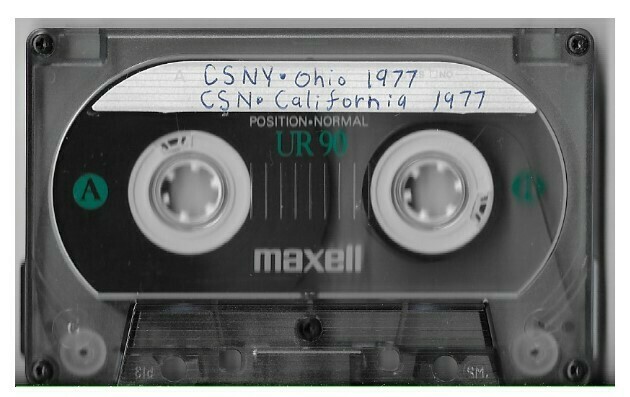 CSNY • Ohio 1977
CSN • California 1977
POSITION•NORMAL
UR 90
A
maxell